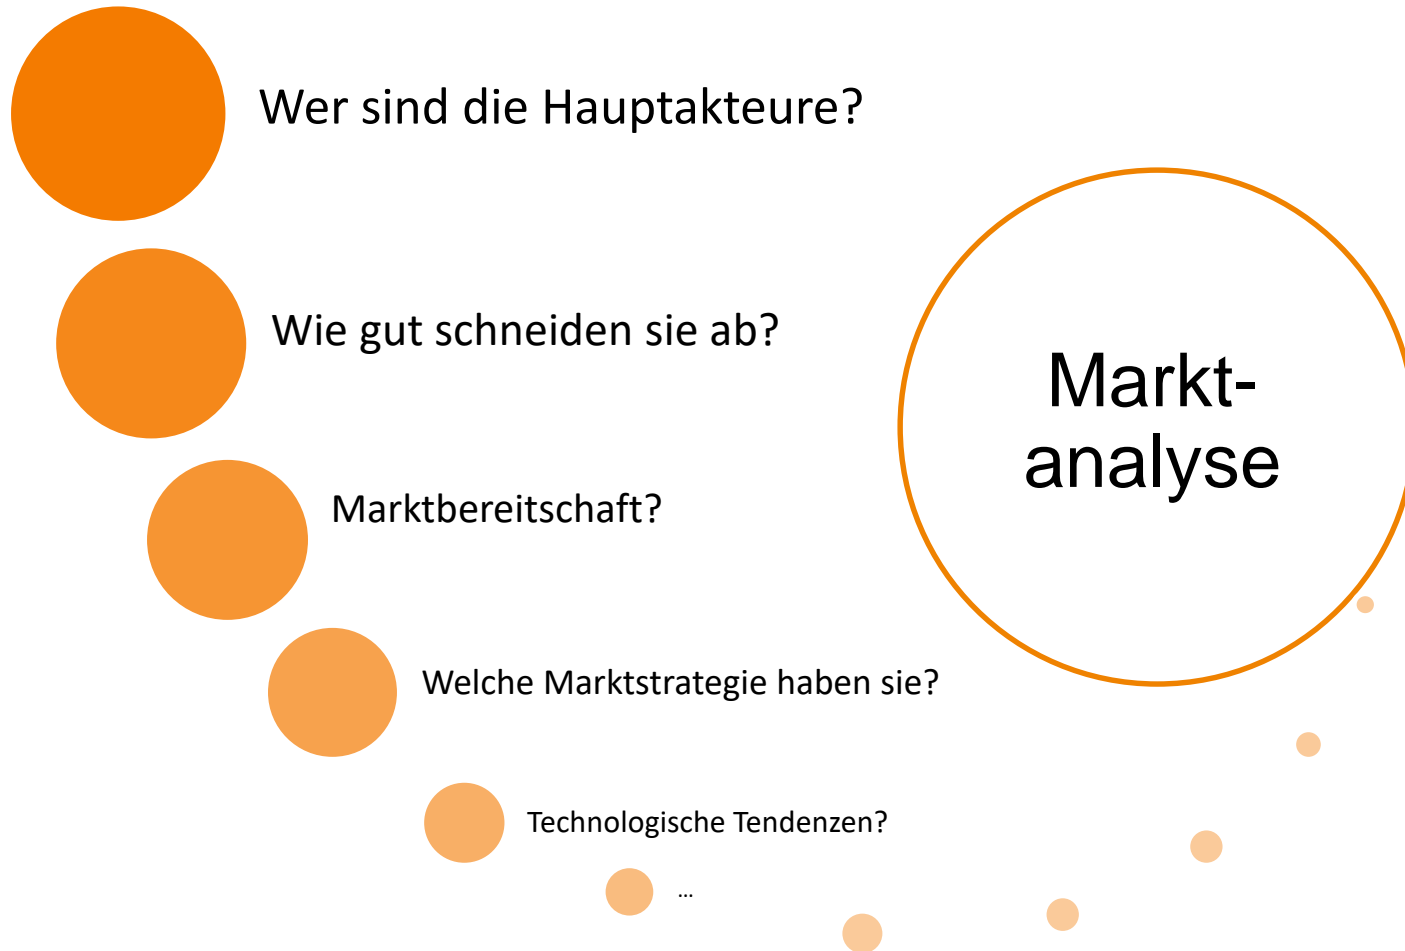 Wer sind die Hauptakteure?
Wie gut schneiden sie ab?
Markt-
analyse
Marktbereitschaft?
Welche Marktstrategie haben sie?
Technologische Tendenzen?
...